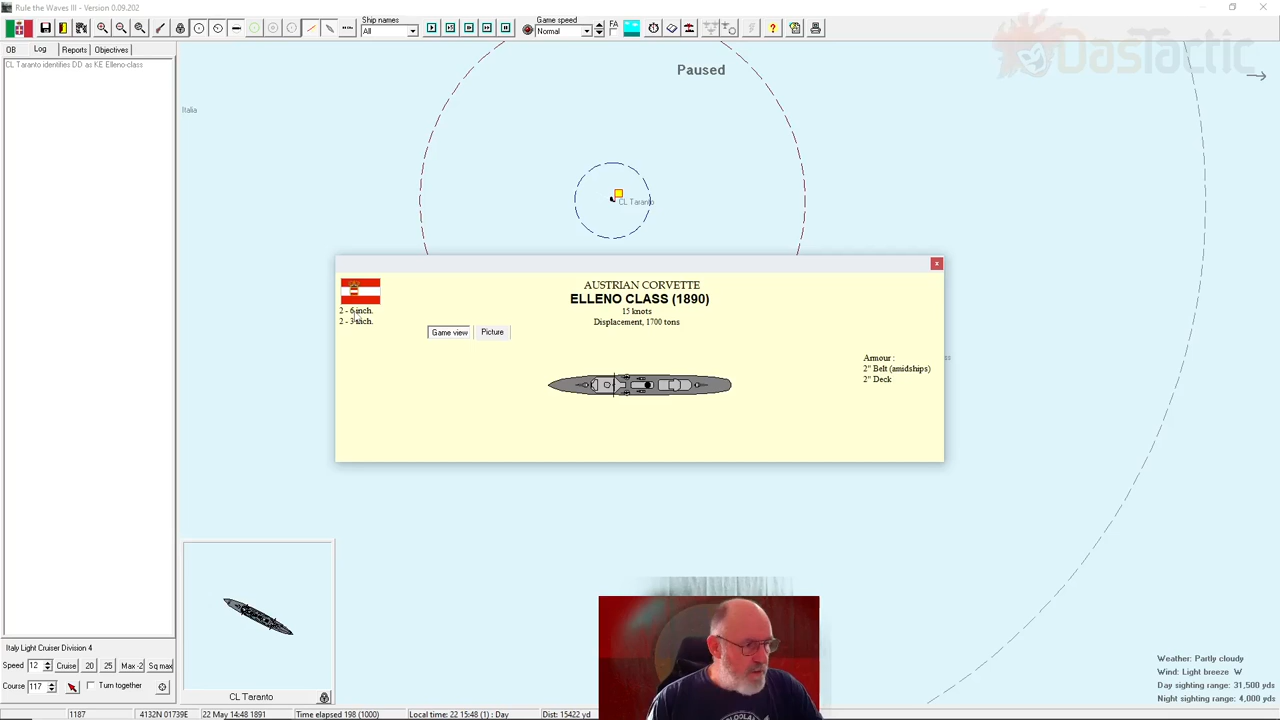 Rule the Waves III - Version 0.09.202
DasTactic
Ship names
All
Game speed
Normal
FA
OB
Log
Reports
Objectives
CL Taranto identifies DD as KE Elleno-class
Paused
Italia
CL Taranto
AUSTRIAN CORVETTE
ELLENO CLASS (1890)
15 knots
Displacement, 1700 tons
2 - 6 inch.
2 - 3 inch.
Game view
Picture
Armour :
2" Belt (amidships)
2" Deck
Italy Light Cruiser Division 4
Speed 12 Cruise 20 25 Max -2 Sq max
Course 117 Turn together
CL Taranto
Weather: Partly cloudy
Wind: Light breeze W
Day sighting range: 31,500 yds
Night sighting range: 4,000 yds
1187
4132N 01739E
22 May 14:48 1891
Time elapsed 198 (1000)
Local time: 22 15:48 (1) : Day
Dist: 15422 yd